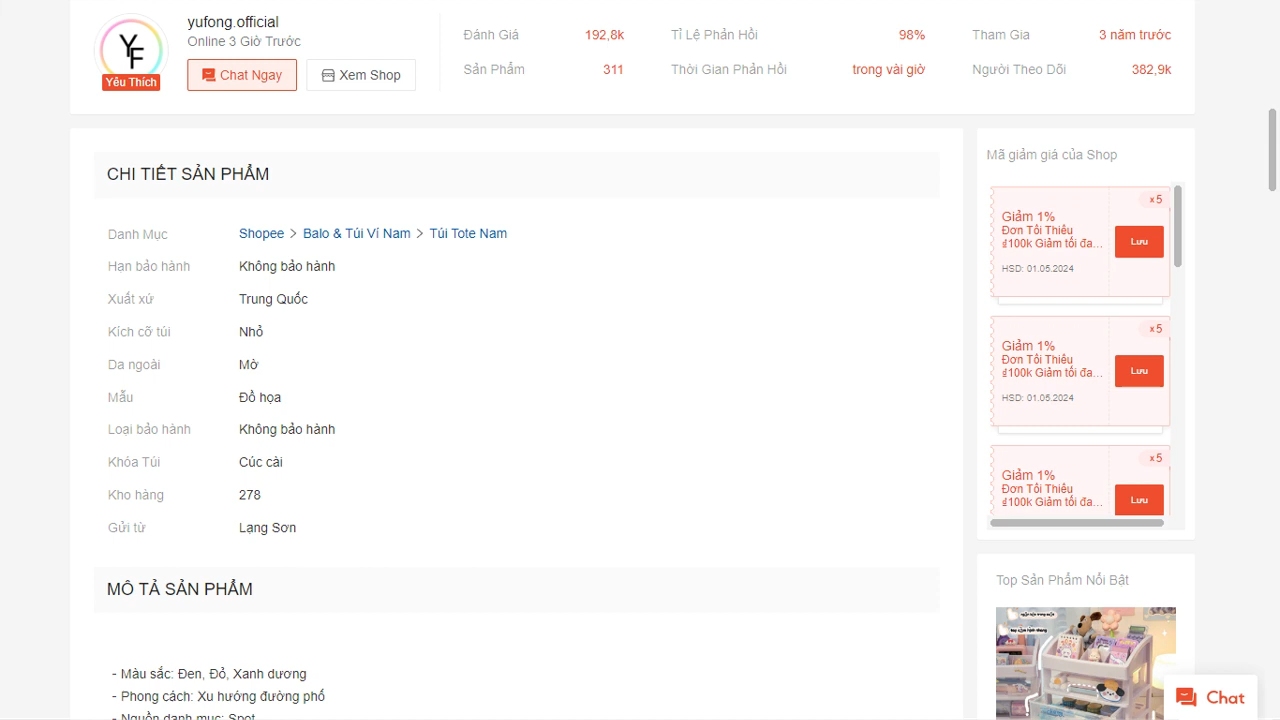 yufong.official
Online 3 Giờ Trước
YF
Yêu Thích
Chat Ngay
Xem Shop
Đánh Giá 192,8k
Tỉ Lệ Phản Hồi 98%
Tham Gia 3 năm trước
Sản Phẩm 311
Thời Gian Phản Hồi trong vài giờ
Người Theo Dõi 382,9k
CHI TIẾT SẢN PHẨM
Danh Mục Shopee > Balo & Túi Ví Nam > Túi Tote Nam
Hạn bảo hành Không bảo hành
Xuất xứ Trung Quốc
Kích cỡ túi Nhỏ
Da ngoài Mờ
Mẫu Đồ họa
Loại bảo hành Không bảo hành
Khóa Túi Cúc cài
Kho hàng 278
Gửi từ Lạng Sơn
MÔ TẢ SẢN PHẨM
- Màu sắc: Đen, Đỏ, Xanh dương
- Phong cách: Xu hướng đường phố
- Nguồn danh mục: Spot
Mã giảm giá của Shop
x5
Giảm 1%
Đơn Tối Thiểu
₫100k Giảm tối đa...
HSD: 01.05.2024
Lưu
x5
Giảm 1%
Đơn Tối Thiểu
₫100k Giảm tối đa...
HSD: 01.05.2024
Lưu
x5
Giảm 1%
Đơn Tối Thiểu
₫100k Giảm tối đa...
Lưu
Top Sản Phẩm Nổi Bật
Chat